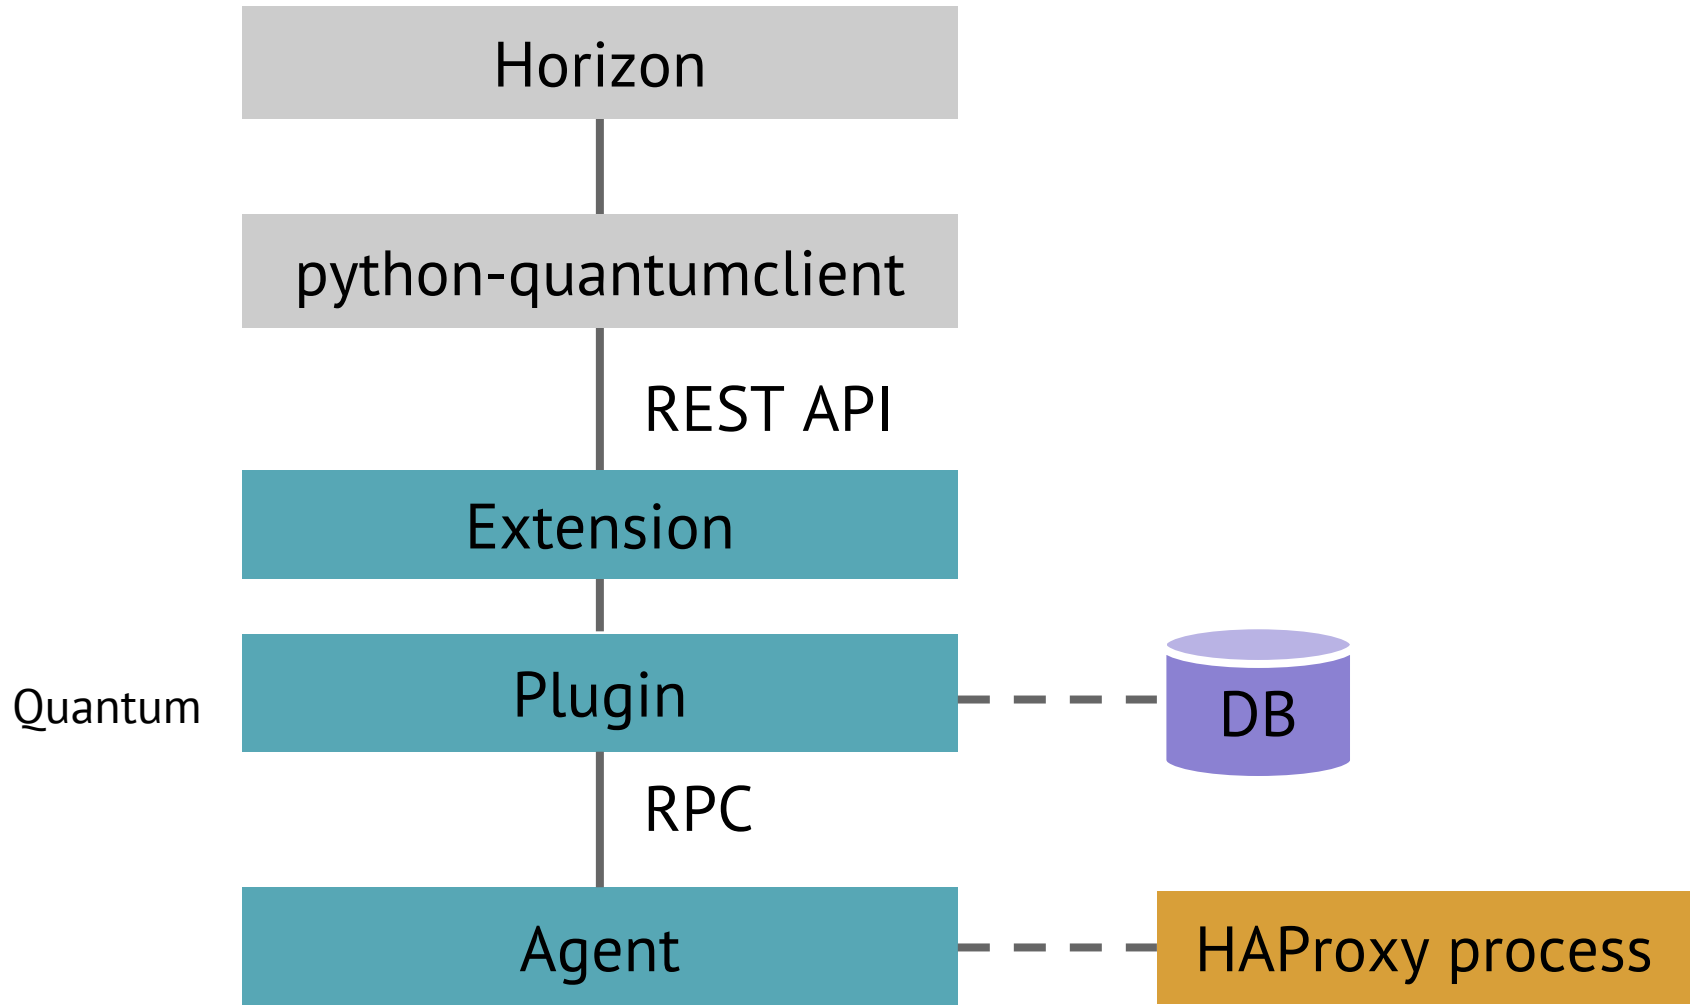 Horizon
python-quantumclient
REST API
Extension
Plugin
DB
Quantum
RPC
Agent
HAProxy process